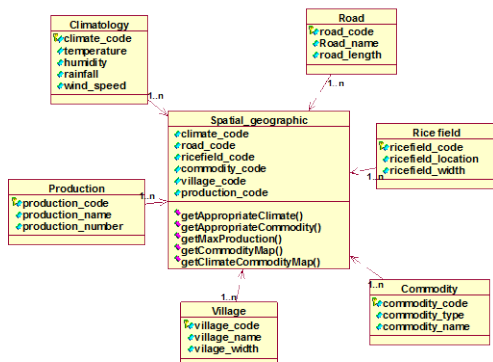 Climatology
climate_code
temperature
humidity
rainfall
wind_speed
1..n
Road
road_code
Road_name
road_length
1..n
Spatial_geographic
climate_code
road_code
ricefield_code
commodity_code
village_code
production_code
getAppropriateClimate()
getAppropriateCommodity()
getMaxProduction()
getCommodityMap()
getClimateCommodityMap()
Rice field
ricefield_code
ricefield_location
ricefield_width
1..n
Production
production_code
production_name
production_number
1..n
Village
village_code
village_name
vilage_width
1..n
Commodity
commodity_code
commodity_type
commodity_name
1..n